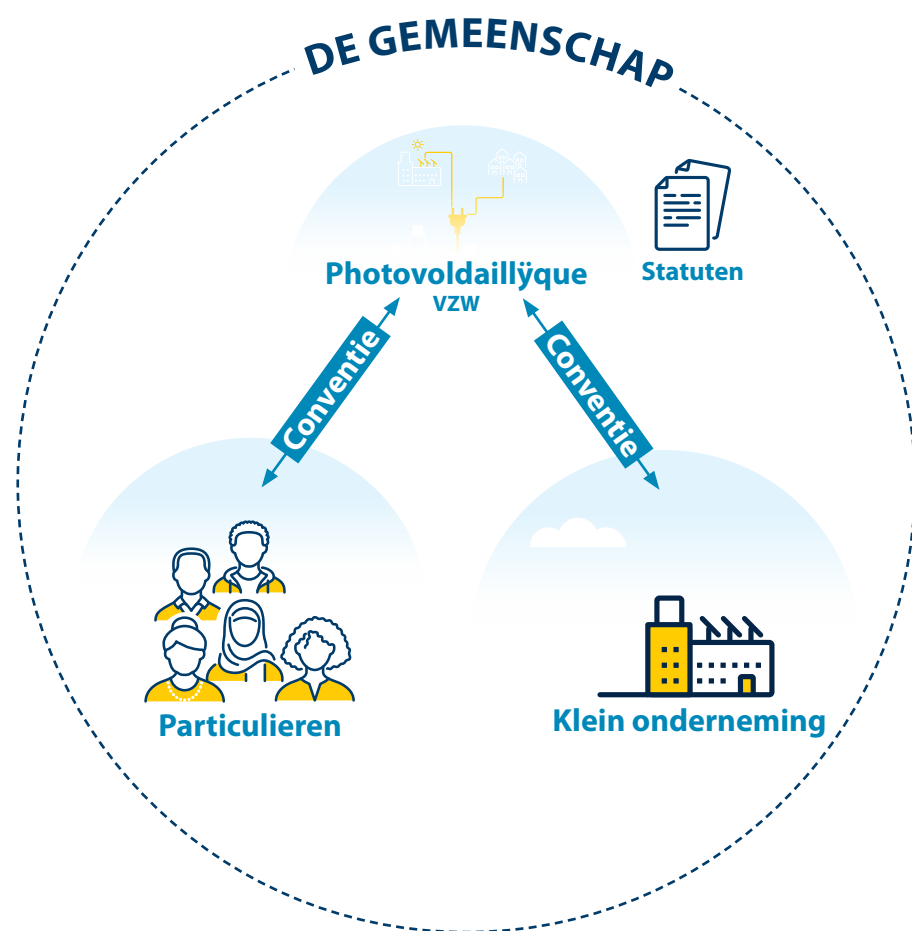 DE GEMEENSCHAP
Photovoldaillÿque
VZW
Statuten
Conventie
Conventie
Particulieren
Klein onderneming